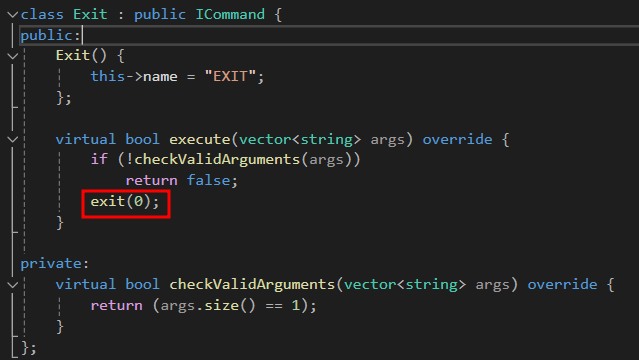 class Exit : public ICommand {
public:
    Exit() {
        this->name = "EXIT";
    };

    virtual bool execute(vector<string> args) override {
        if (!checkValidArguments(args))
            return false;
        exit(0);
    }

private:
    virtual bool checkValidArguments(vector<string> args) override {
        return (args.size() == 1);
    }
};